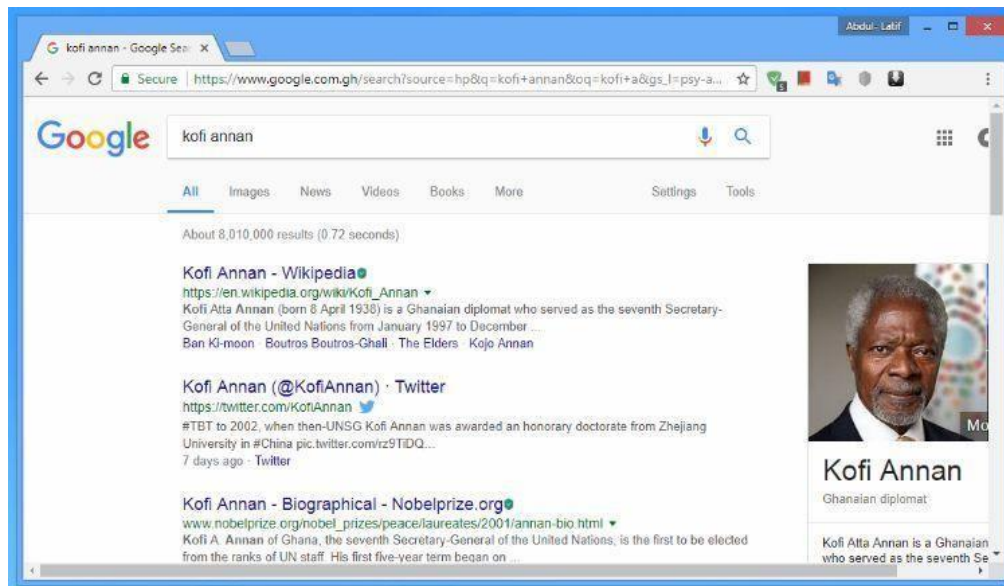 Abdul- Latif
kofi annan - Google Sea
Secure https://www.google.com.gh/search?source=hp&q=kofi+annan&oq=kofi+a&gs_l=psy-a...
5
Google
kofi annan
All Images News Videos Books More Settings Tools
About 8,010,000 results (0.72 seconds)
Kofi Annan - Wikipedia
https://en.wikipedia.org/wiki/Kofi_Annan
Kofi Atta Annan (born 8 April 1938) is a Ghanaian diplomat who served as the seventh Secretary-
General of the United Nations from January 1997 to December ...
Ban Ki-moon · Boutros Boutros-Ghali · The Elders · Kojo Annan
Kofi Annan (@KofiAnnan) · Twitter
https://twitter.com/KofiAnnan
#TBT to 2002, when then-UNSG Kofi Annan was awarded an honorary doctorate from Zhejiang
University in #China pic.twitter.com/rz9TiDQ...
7 days ago · Twitter
Kofi Annan - Biographical - Nobelprize.org
www.nobelprize.org/nobel_prizes/peace/laureates/2001/annan-bio.html
Kofi A. Annan of Ghana, the seventh Secretary-General of the United Nations, is the first to be elected
from the ranks of UN staff. His first five-year term began on ...
Mo
Kofi Annan
Ghanaian diplomat
Kofi Atta Annan is a Ghanaian
who served as the seventh Se